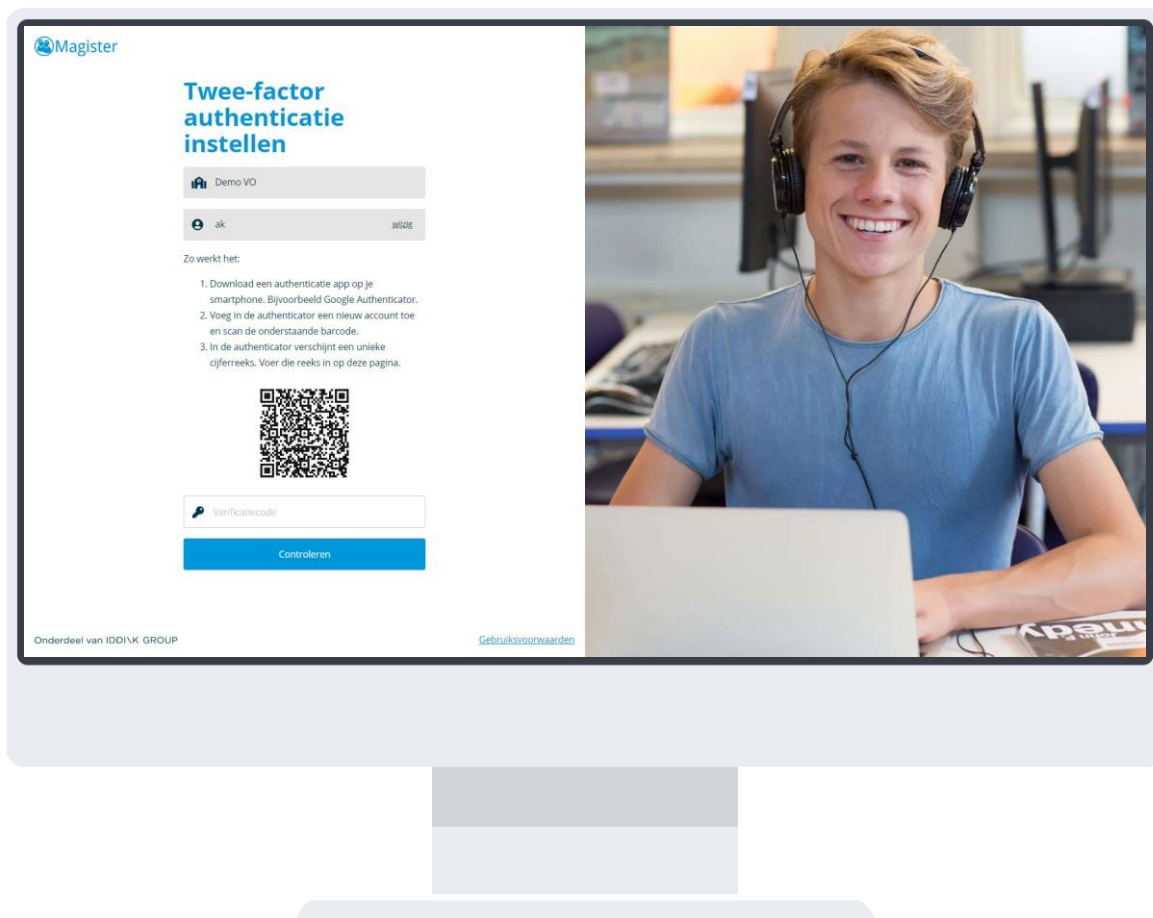 Magister
Twee-factor
authenticatie
instellen
Demo VO
ak
wijzig
Zo werkt het:
1. Download een authenticatie app op je
smartphone. Bijvoorbeeld Google Authenticator.
2. Voeg in de authenticator een nieuw account toe
en scan de onderstaande barcode.
3. In de authenticator verschijnt een unieke
cijferreeks. Voer die reeks in op deze pagina.
Verificatiecode
Controleren
Onderdeel van IDDINK GROUP
Gebruiksvoorwaarden
John F.
nnedy